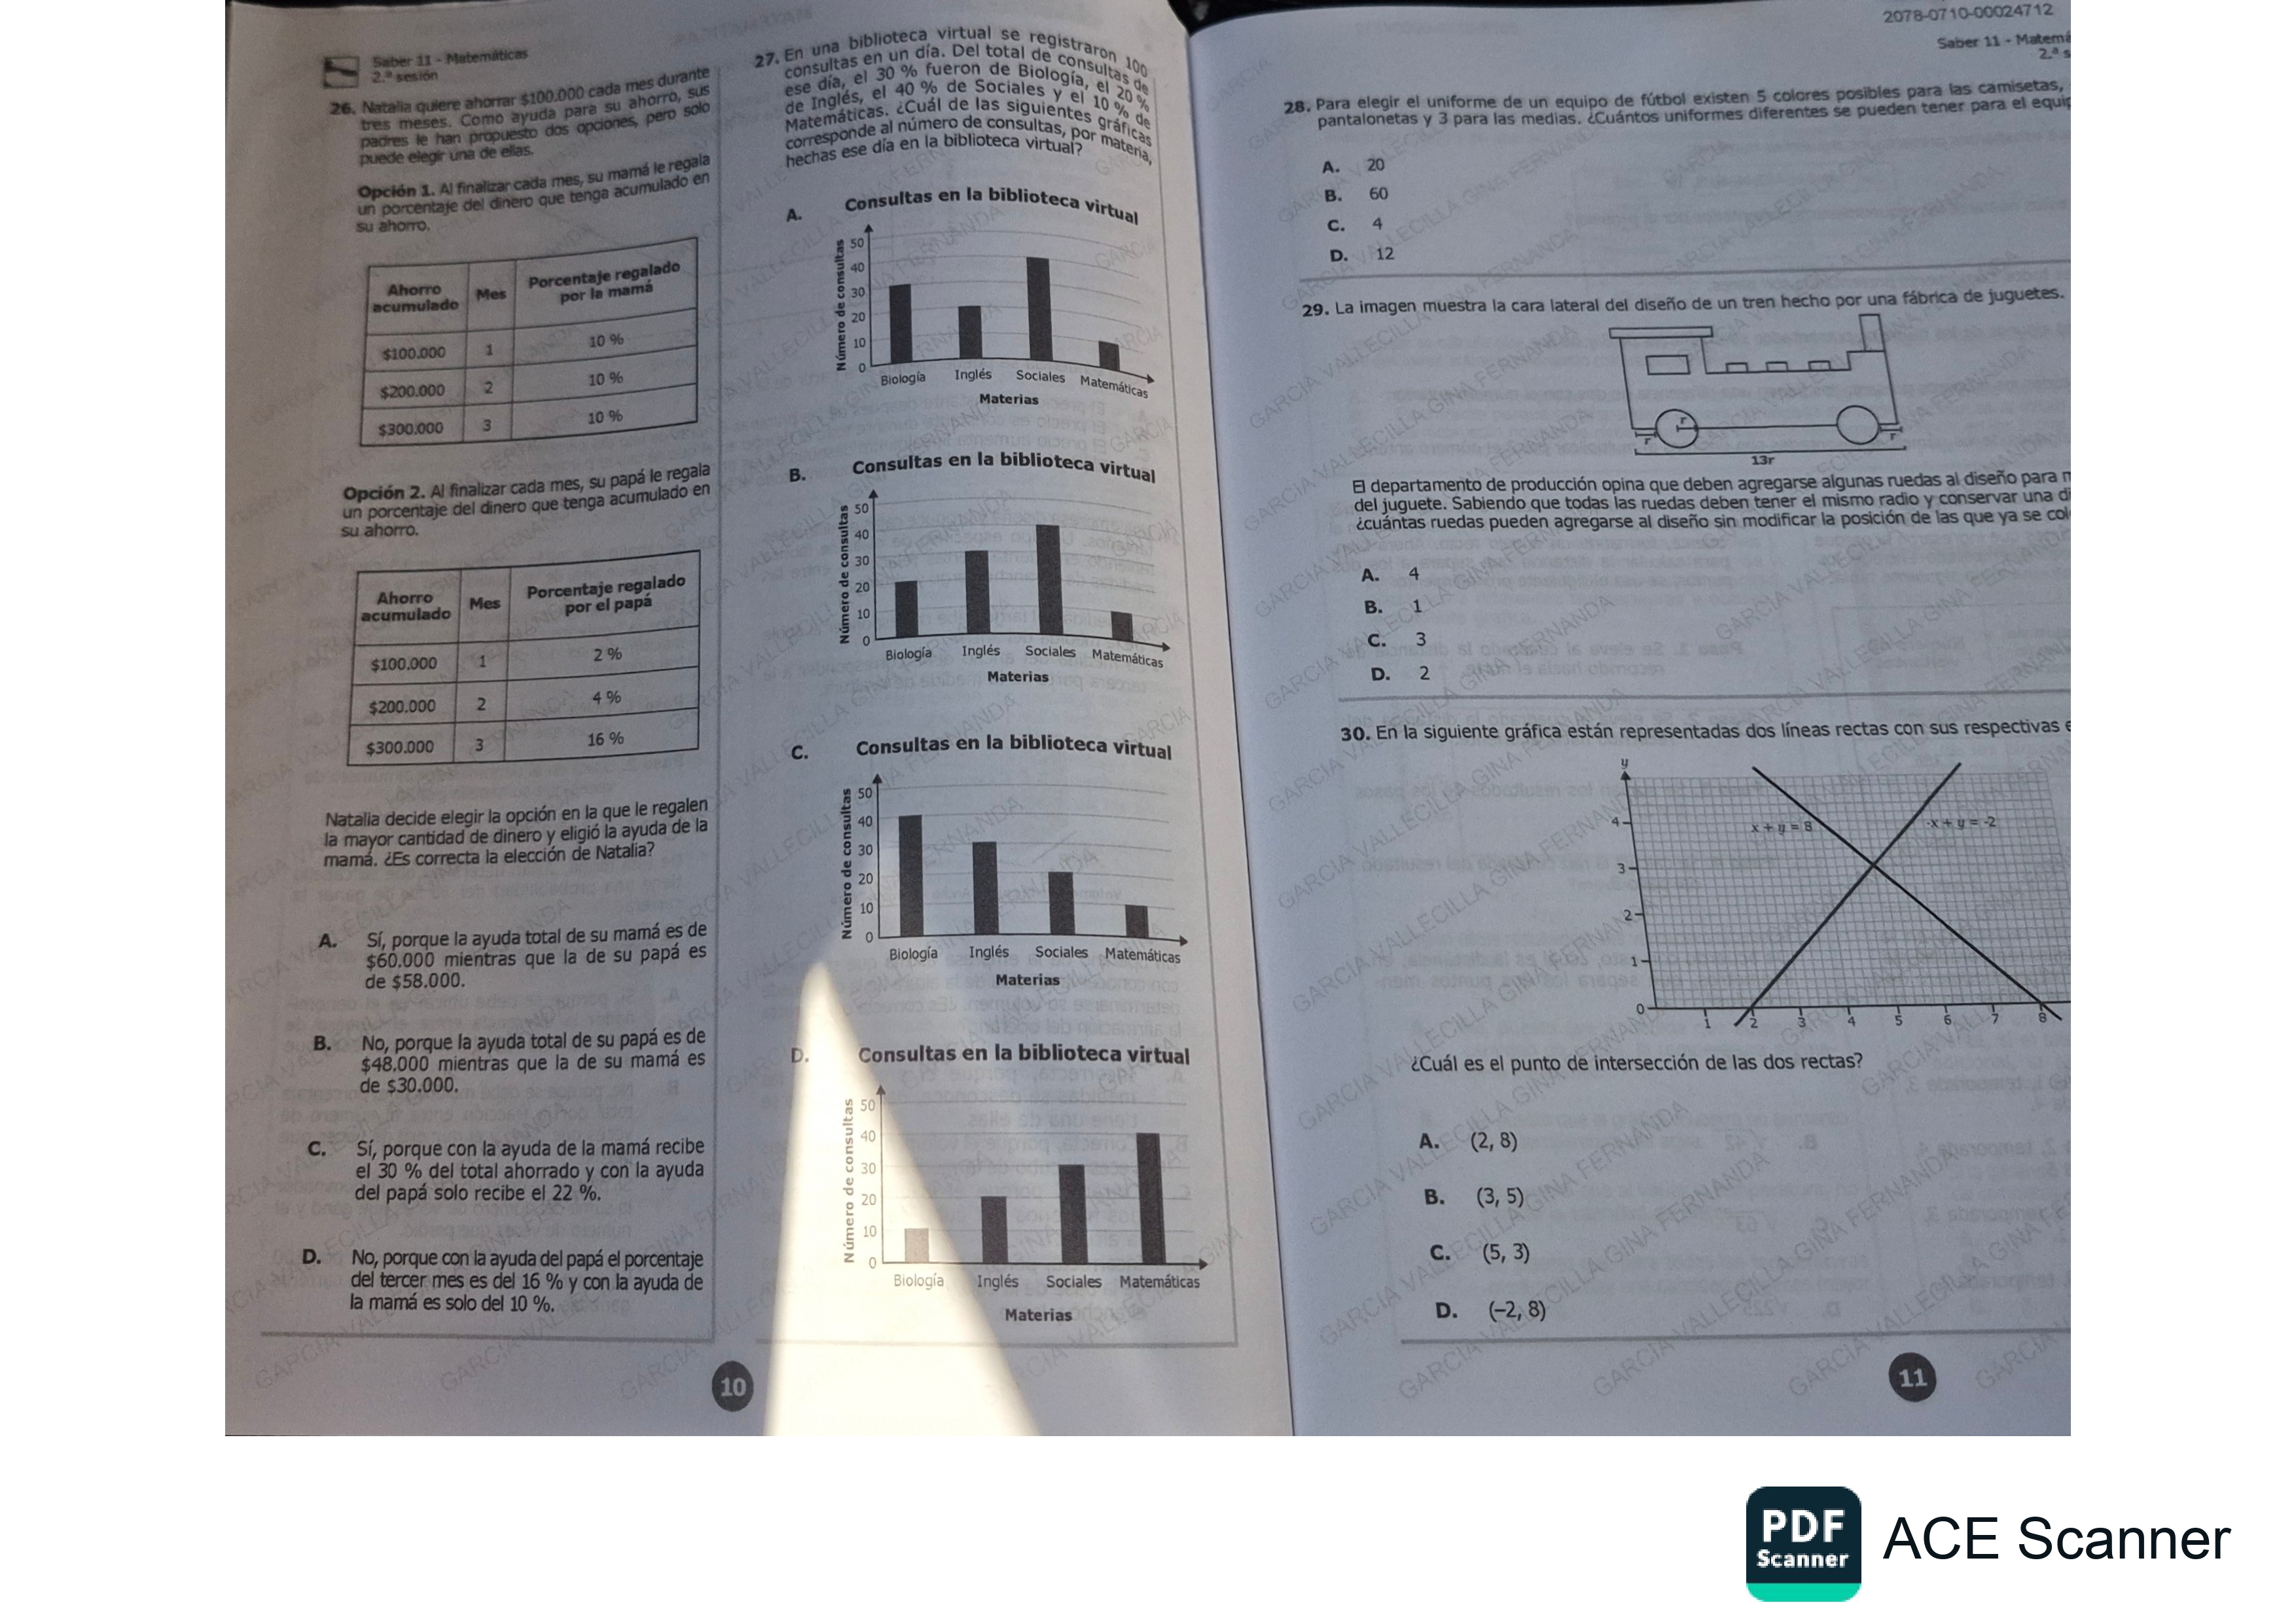 Saber 11 - Matemáticas
2.ª sesión
26. Natalia quiere ahorrar $100.000 cada mes durante
tres meses. Como ayuda para su ahorro, sus
padres le han propuesto dos opciones, pero solo
puede elegir una de ellas.
Opción 1. Al finalizar cada mes, su mamá le regala
un porcentaje del dinero que tenga acumulado en
su ahorro.
Ahorro acumulado Mes Porcentaje regalado por la mamá
$100.000 1 10 %
$200.000 2 10 %
$300.000 3 10 %
Opción 2. Al finalizar cada mes, su papá le regala
un porcentaje del dinero que tenga acumulado en
su ahorro.
Ahorro acumulado Mes Porcentaje regalado por el papá
$100.000 1 2 %
$200.000 2 4 %
$300.000 3 16 %
Natalia decide elegir la opción en la que le regalen
la mayor cantidad de dinero y eligió la ayuda de la
mamá. ¿Es correcta la elección de Natalia?
A. Sí, porque la ayuda total de su mamá es de
$60.000 mientras que la de su papá es
de $58.000.
B. No, porque la ayuda total de su papá es de
$48.000 mientras que la de su mamá es
de $30.000.
C. Sí, porque con la ayuda de la mamá recibe
el 30 % del total ahorrado y con la ayuda
del papá solo recibe el 22 %.
D. No, porque con la ayuda del papá el porcentaje
del tercer mes es del 16 % y con la ayuda de
la mamá es solo del 10 %.
10
27. En una biblioteca virtual se registraron 100
consultas en un día. Del total de consultas de
ese día, el 30 % fueron de Biología, el 20 %
de Inglés, el 40 % de Sociales y el 10 % de
Matemáticas. ¿Cuál de las siguientes gráficas
corresponde al número de consultas, por materia,
hechas ese día en la biblioteca virtual?
A. Consultas en la biblioteca virtual
Número de consultas
50
40
30
20
10
0
Biología Inglés Sociales Matemáticas
Materias
B. Consultas en la biblioteca virtual
Número de consultas
50
40
30
20
10
0
Biología Inglés Sociales Matemáticas
Materias
C. Consultas en la biblioteca virtual
Número de consultas
50
40
30
20
10
0
Biología Inglés Sociales Matemáticas
Materias
D. Consultas en la biblioteca virtual
Número de consultas
50
40
30
20
10
0
Biología Inglés Sociales Matemáticas
Materias
2078-0710-00024712
Saber 11 - Matemá
2.ª s
28. Para elegir el uniforme de un equipo de fútbol existen 5 colores posibles para las camisetas,
pantalonetas y 3 para las medias. ¿Cuántos uniformes diferentes se pueden tener para el equip
A. 20
B. 60
C. 4
D. 12
29. La imagen muestra la cara lateral del diseño de un tren hecho por una fábrica de juguetes.
r
r
r
13r
El departamento de producción opina que deben agregarse algunas ruedas al diseño para m
del juguete. Sabiendo que todas las ruedas deben tener el mismo radio y conservar una di
¿cuántas ruedas pueden agregarse al diseño sin modificar la posición de las que ya se col
A. 4
B. 1
C. 3
D. 2
30. En la siguiente gráfica están representadas dos líneas rectas con sus respectivas e
y
x + y = 8
-x + y = -2
4
3
2
1
0
1 2 3 4 5 6 7 8
¿Cuál es el punto de intersección de las dos rectas?
A. (2, 8)
B. (3, 5)
C. (5, 3)
D. (−2, 8)
11
GARCIA VALLECILLA GINA FERNANDA
PDF
Scanner
ACE Scanner